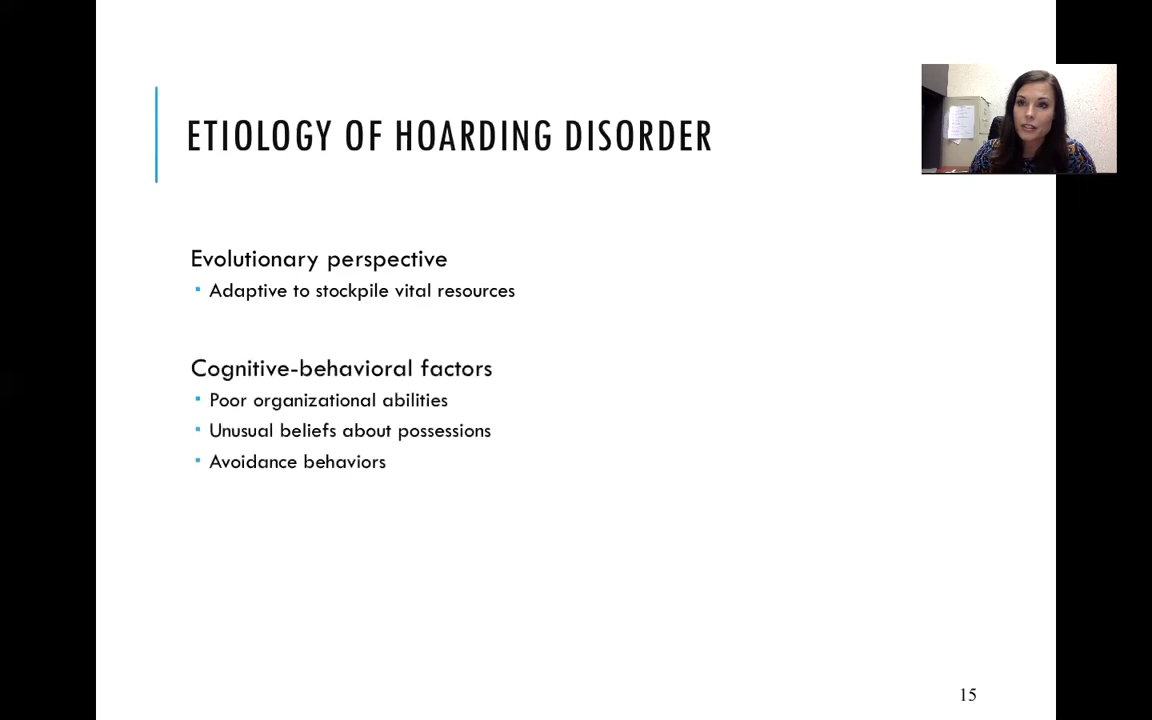 ETIOLOGY OF HOARDING DISORDER
Evolutionary perspective
▪ Adaptive to stockpile vital resources
Cognitive-behavioral factors
▪ Poor organizational abilities
▪ Unusual beliefs about possessions
▪ Avoidance behaviors
15